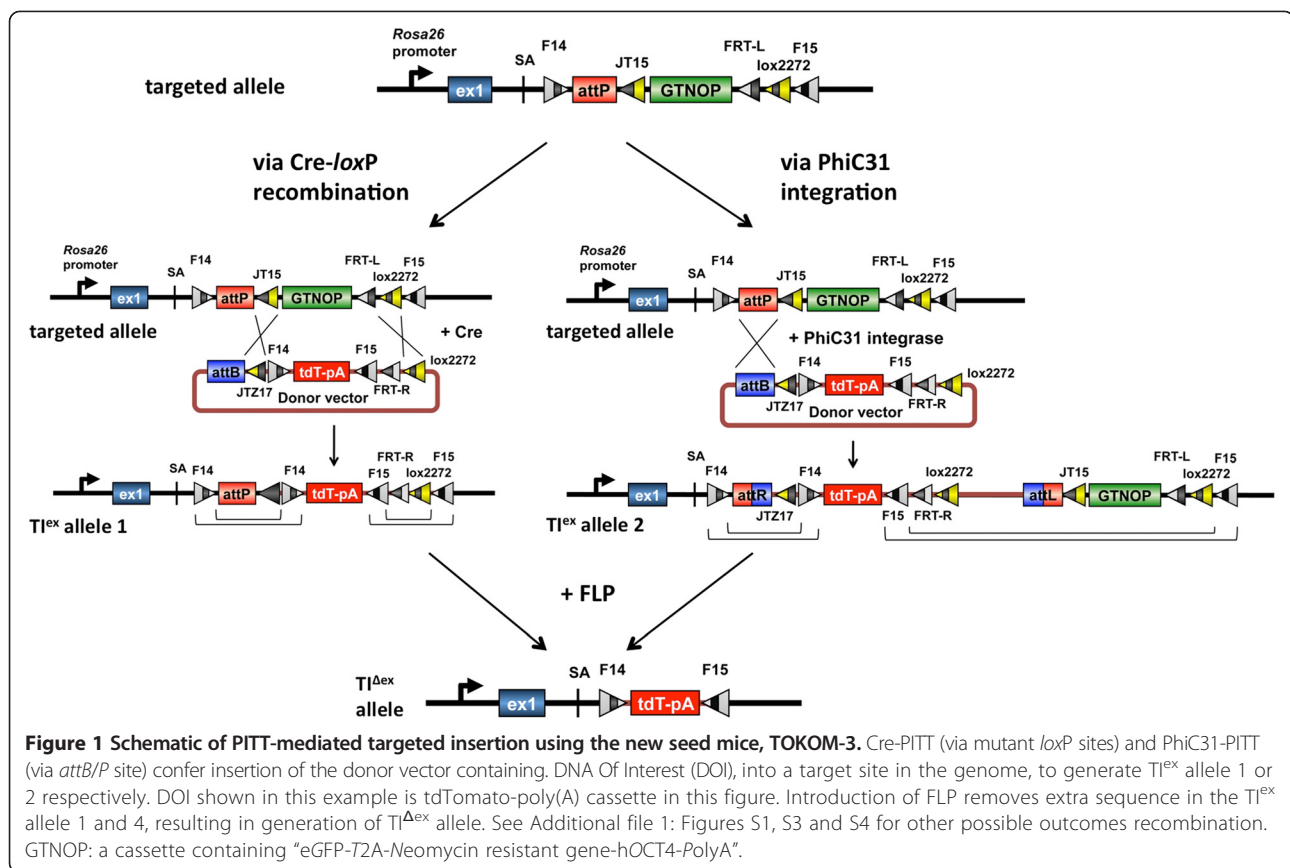 Rosa26
promoter
SA
F14
JT15
FRT-L
lox2272
F15
targeted allele
ex1
attP
GTNOP
via Cre-loxP
recombination
via PhiC31
integration
Rosa26
promoter
SA
F14
JT15
FRT-L
lox2272
F15
ex1
attP
GTNOP
targeted allele
+ Cre
F14
F15
lox2272
attB
tdT-pA
JTZ17
FRT-R
Donor vector
Rosa26
promoter
SA
F14
JT15
FRT-L
lox2272
F15
ex1
attP
GTNOP
targeted allele
+ PhiC31 integrase
F14
F15
lox2272
attB
tdT-pA
JTZ17
FRT-R
Donor vector
SA
F14
F14
FRT-R
F15
lox2272
F15
ex1
attP
tdT-pA
TIex allele 1
SA
F14
F14
lox2272
JT15
FRT-L
lox2272
F15
ex1
attR
tdT-pA
attL
GTNOP
JTZ17
F15
FRT-R
TIex allele 2
+ FLP
SA
F14
F15
TIΔex
allele
ex1
tdT-pA
Figure 1 Schematic of PITT-mediated targeted insertion using the new seed mice, TOKOM-3. Cre-PITT (via mutant loxP sites) and PhiC31-PITT
(via attB/P site) confer insertion of the donor vector containing. DNA Of Interest (DOI), into a target site in the genome, to generate TIex allele 1 or
2 respectively. DOI shown in this example is tdTomato-poly(A) cassette in this figure. Introduction of FLP removes extra sequence in the TIex
allele 1 and 4, resulting in generation of TIΔex allele. See Additional file 1: Figures S1, S3 and S4 for other possible outcomes recombination.
GTNOP: a cassette containing “eGFP-T2A-Neomycin resistant gene-hOCT4-PolyA”.